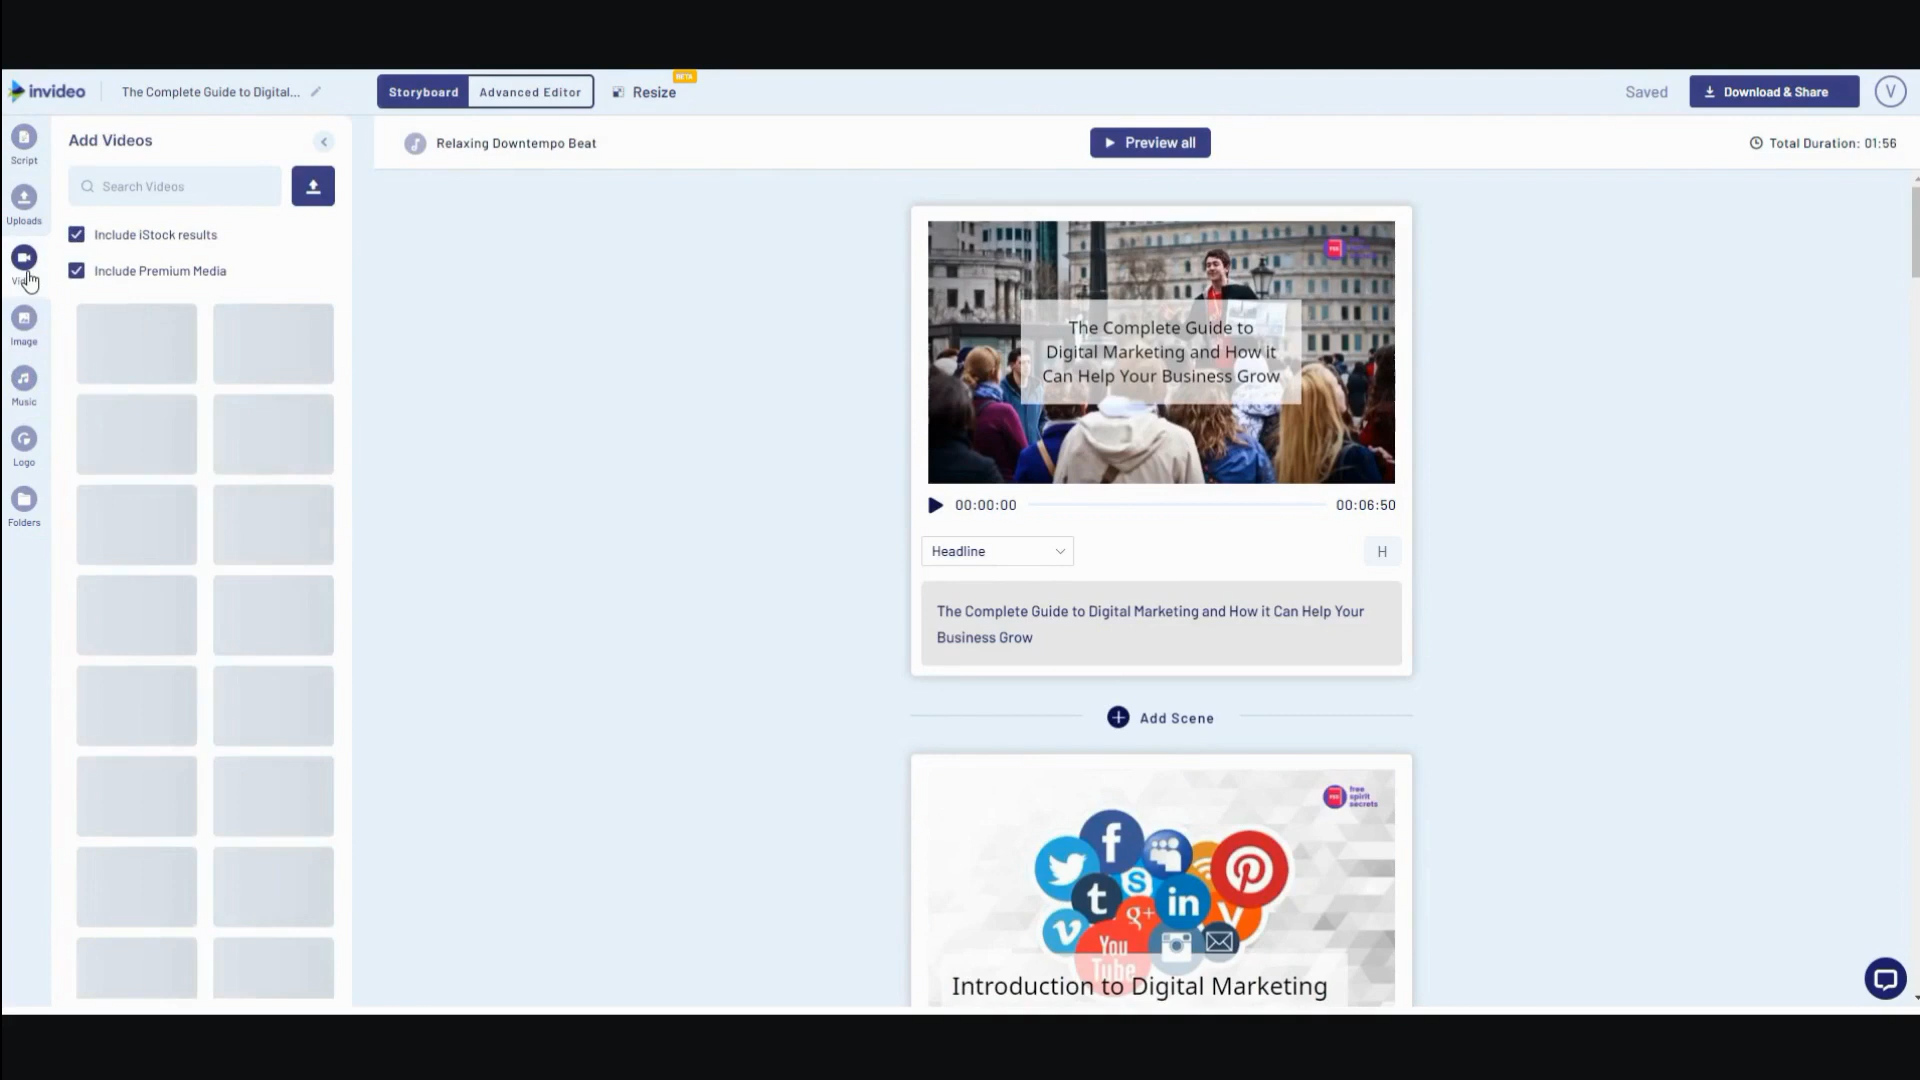 invideo
The Complete Guide to Digital...
Storyboard
Advanced Editor
Resize
BETA
Saved
Download & Share
V
Script
Uploads
Image
Music
Logo
Folders
Add Videos
Search Videos
Include iStock results
Include Premium Media
Relaxing Downtempo Beat
Preview all
Total Duration: 01:56
The Complete Guide to
Digital Marketing and How it
Can Help Your Business Grow
00:00:00
00:06:50
Headline
H
The Complete Guide to Digital Marketing and How it Can Help Your
Business Grow
Add Scene
free
spirit
secrets
You
Tube
Introduction to Digital Marketing